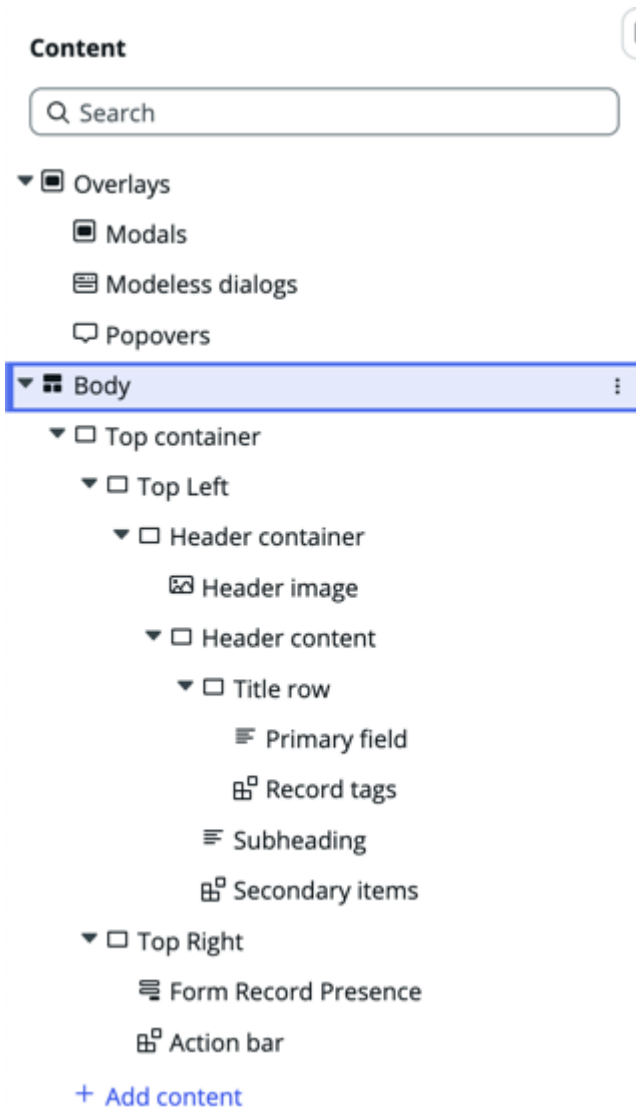 Content
Search
Overlays
Modals
Modeless dialogs
Popovers
Body
Top container
Top Left
Header container
Header image
Header content
Title row
Primary field
Record tags
Subheading
Secondary items
Top Right
Form Record Presence
Action bar
+ Add content